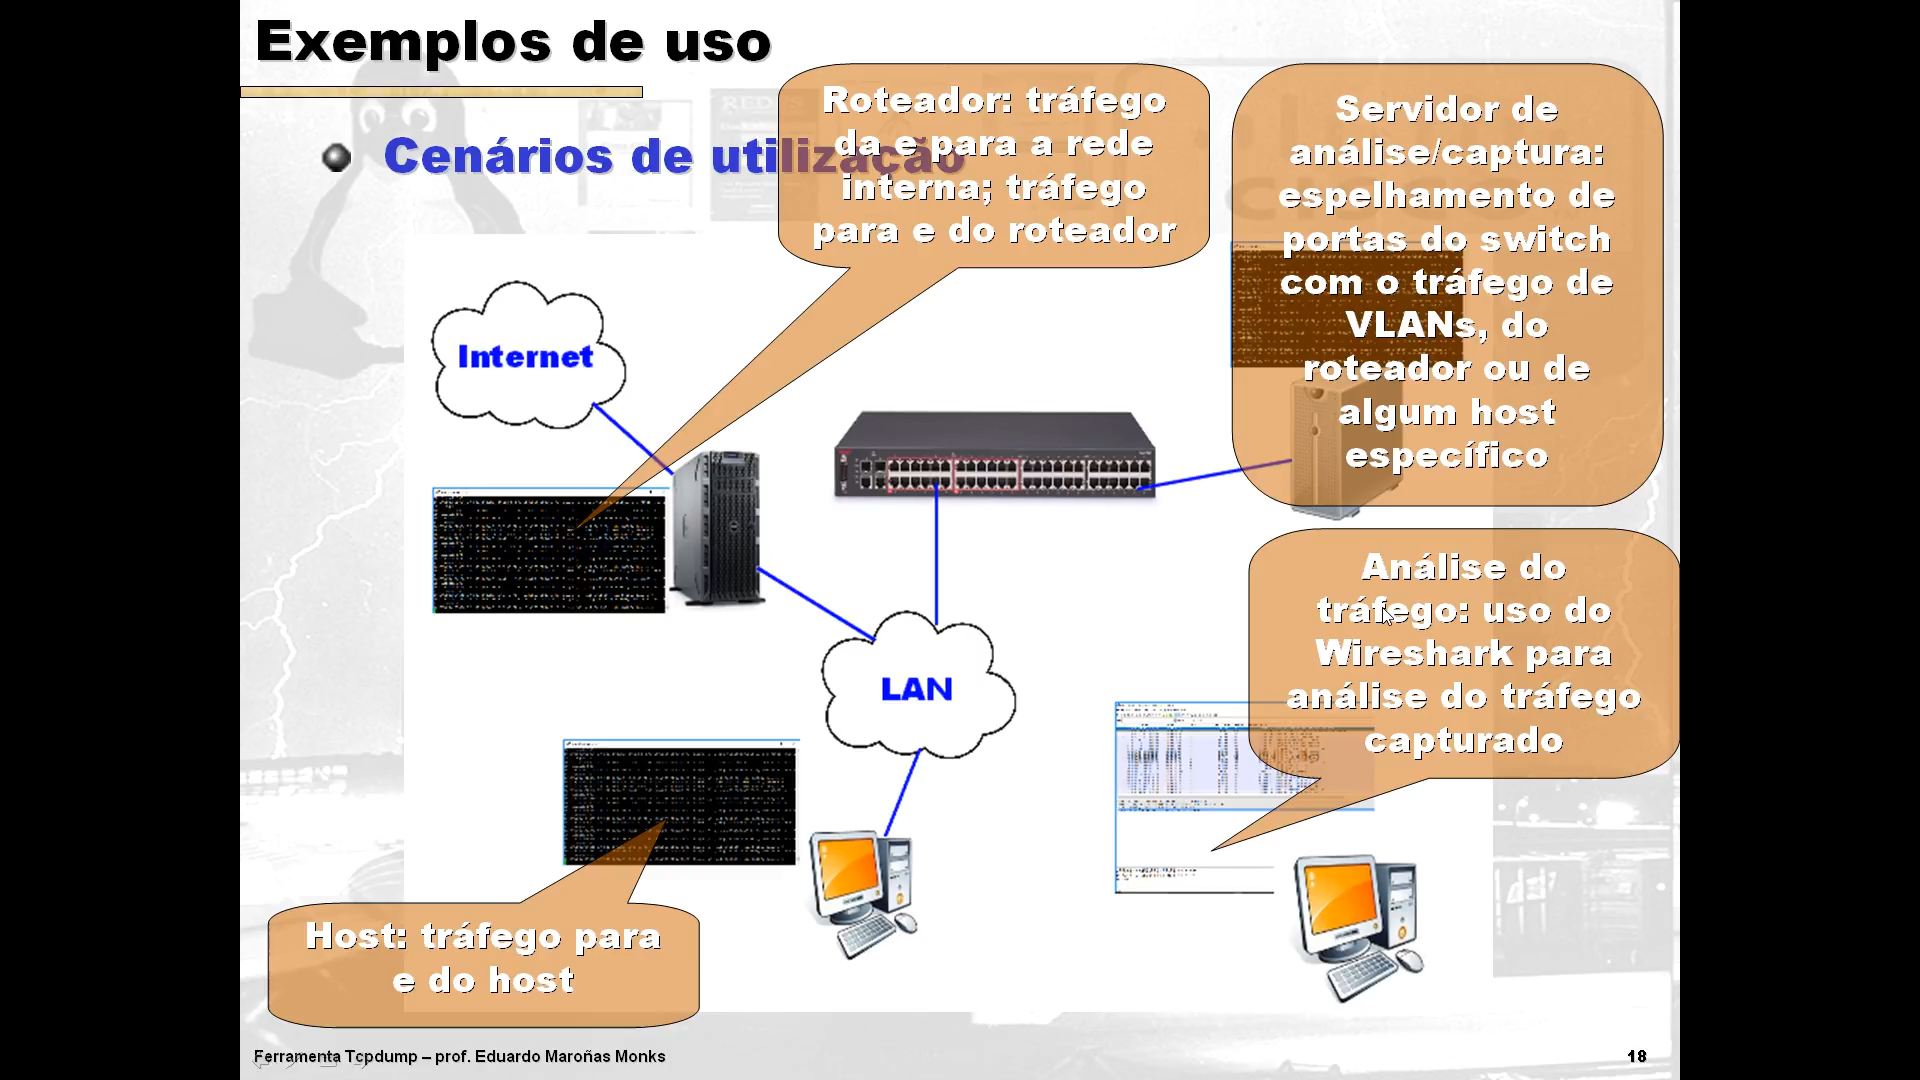 Exemplos de uso
Cenários de utilização
Roteador: tráfego
da e para a rede
interna; tráfego
para e do roteador
Servidor de
análise/captura:
espelhamento de
portas do switch
com o tráfego de
VLANs, do
roteador ou de
algum host
específico
Internet
Análise do
tráfego: uso do
Wireshark para
análise do tráfego
capturado
LAN
Host: tráfego para
e do host
Ferramenta Tcpdump – prof. Eduardo Maroñas Monks
18